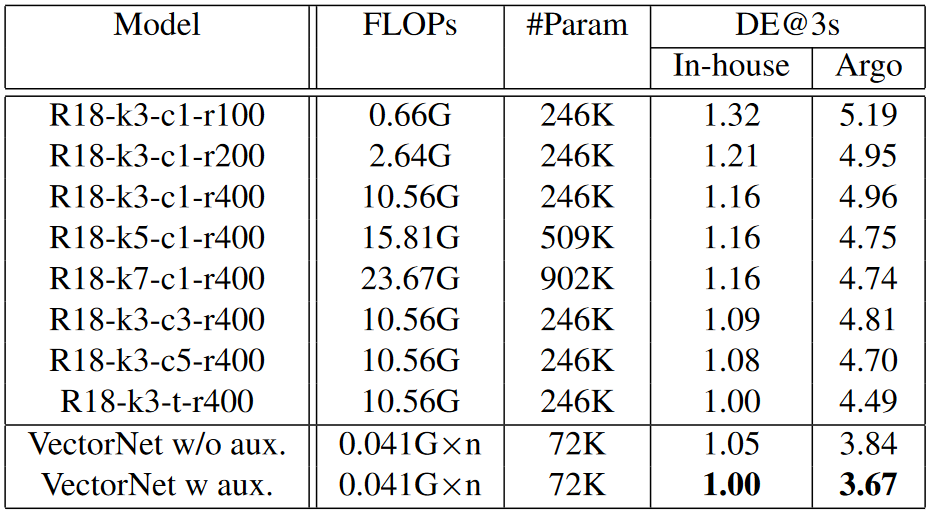 Model FLOPs #Param DE@3s
In-house Argo
R18-k3-c1-r100 0.66G 246K 1.32 5.19
R18-k3-c1-r200 2.64G 246K 1.21 4.95
R18-k3-c1-r400 10.56G 246K 1.16 4.96
R18-k5-c1-r400 15.81G 509K 1.16 4.75
R18-k7-c1-r400 23.67G 902K 1.16 4.74
R18-k3-c3-r400 10.56G 246K 1.09 4.81
R18-k3-c5-r400 10.56G 246K 1.08 4.70
R18-k3-t-r400 10.56G 246K 1.00 4.49
VectorNet w/o aux. 0.041G×n 72K 1.05 3.84
VectorNet w aux. 0.041G×n 72K 1.00 3.67